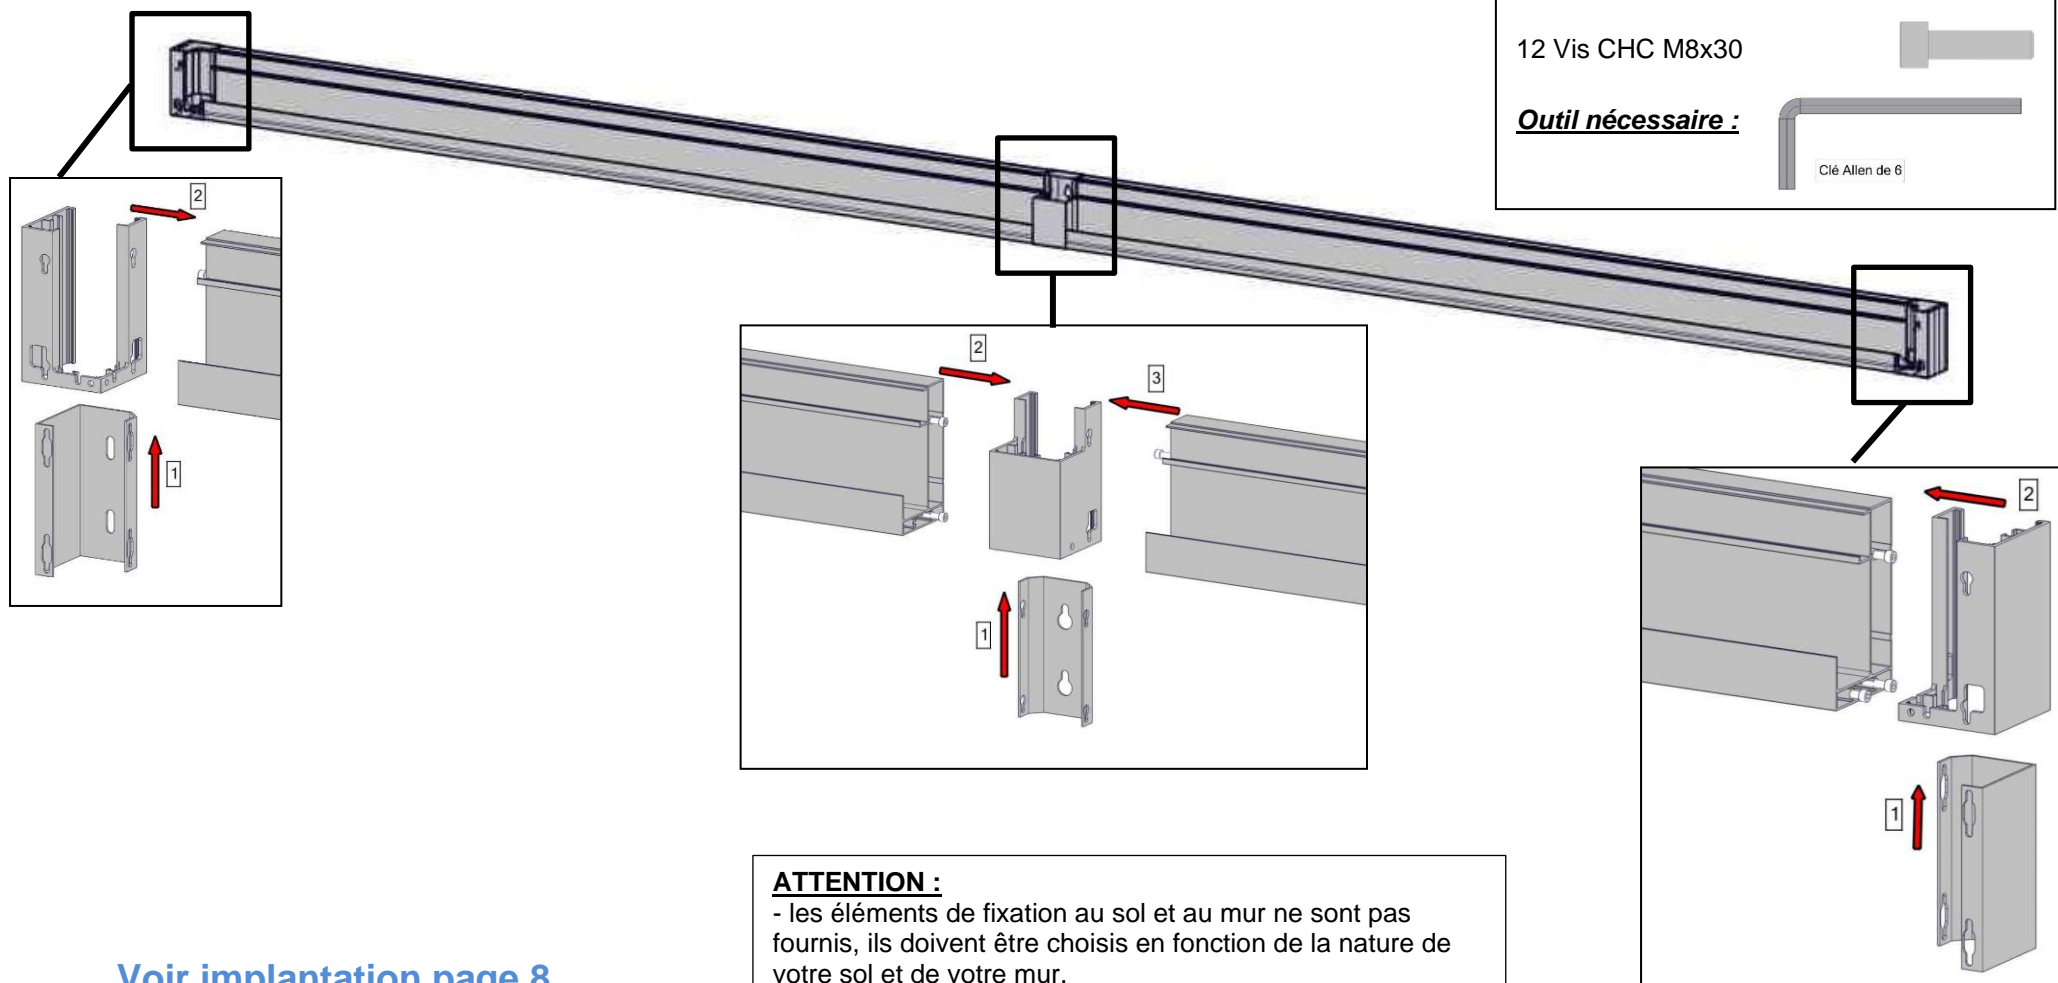 12 Vis CHC M8x30
Outil nécessaire :
Clé Allen de 6
2
1
2
3
1
2
1
ATTENTION :
- les éléments de fixation au sol et au mur ne sont pas
fournis, ils doivent être choisis en fonction de la nature de
votre sol et de votre mur.
Voir implantation page 8